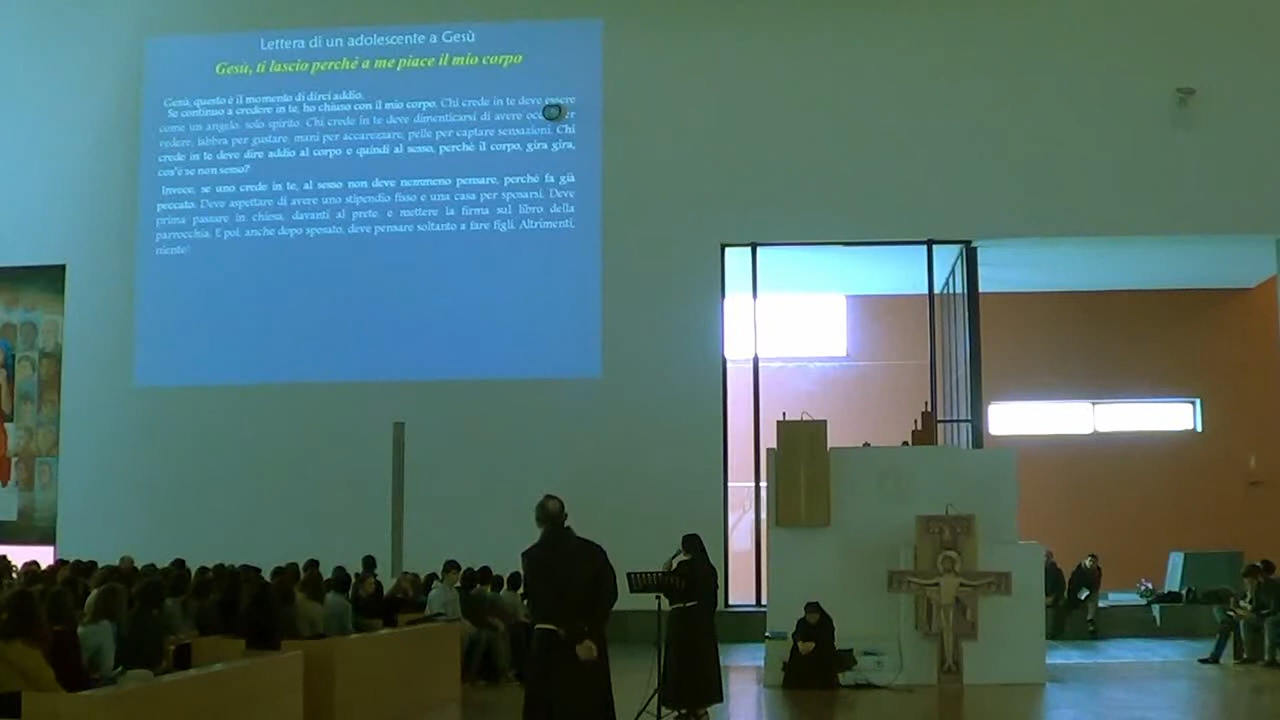 Lettera di un adolescente a Gesù
Gesù, ti lascio perché a me piace il mio corpo
Gesù, questo è il momento di dirci addio.
Se continuo a credere in te, ho chiuso con il mio corpo. Chi crede in te deve essere
come un angelo, solo spirito. Chi crede in te deve dimenticarsi di avere
vedere, labbra per gustare, mani per accarezzare, pelle per captare sensazioni. Chi
crede in te deve dire addio al corpo e quindi al sesso, perché il corpo, gira gira,
cos'è se non sesso?
Invece, se uno crede in te, al sesso non deve nemmeno pensare, perché fa già
peccato. Deve aspettare di avere uno stipendio fisso e una casa per sposarsi. Deve
prima passare in chiesa, davanti al prete, e mettere la firma sul libro della
parrocchia. E poi, anche dopo sposato, deve pensare soltanto a fare figli. Altrimenti,
niente!